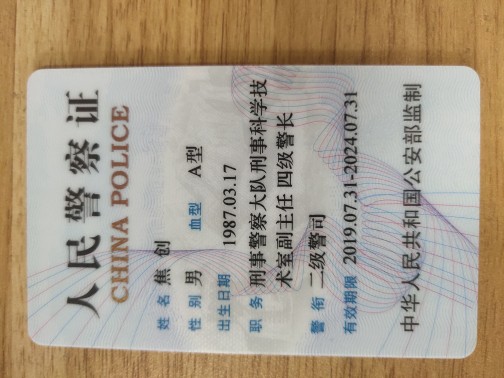 人民警察证
CHINA POLICE
姓名 焦创
性别 男 血型 A型
出生日期 1987.03.17
职务 刑事警察大队刑事科学技
术室副主任 四级警长
警衔 二级警司
有效期限 2019.07.31-2024.07.31
中华人民共和国公安部监制